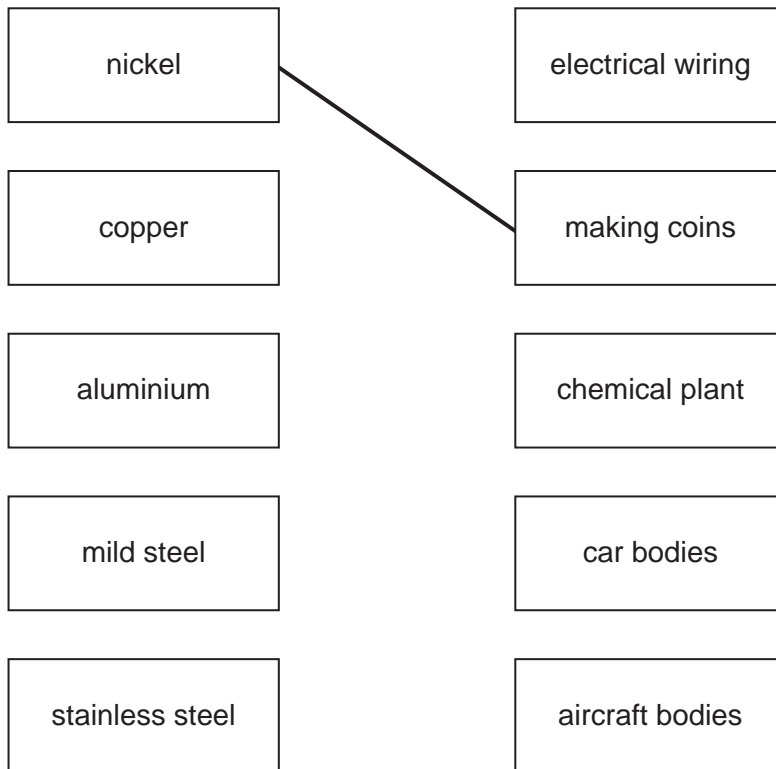 nickel
electrical wiring
copper
making coins
aluminium
chemical plant
mild steel
car bodies
stainless steel
aircraft bodies